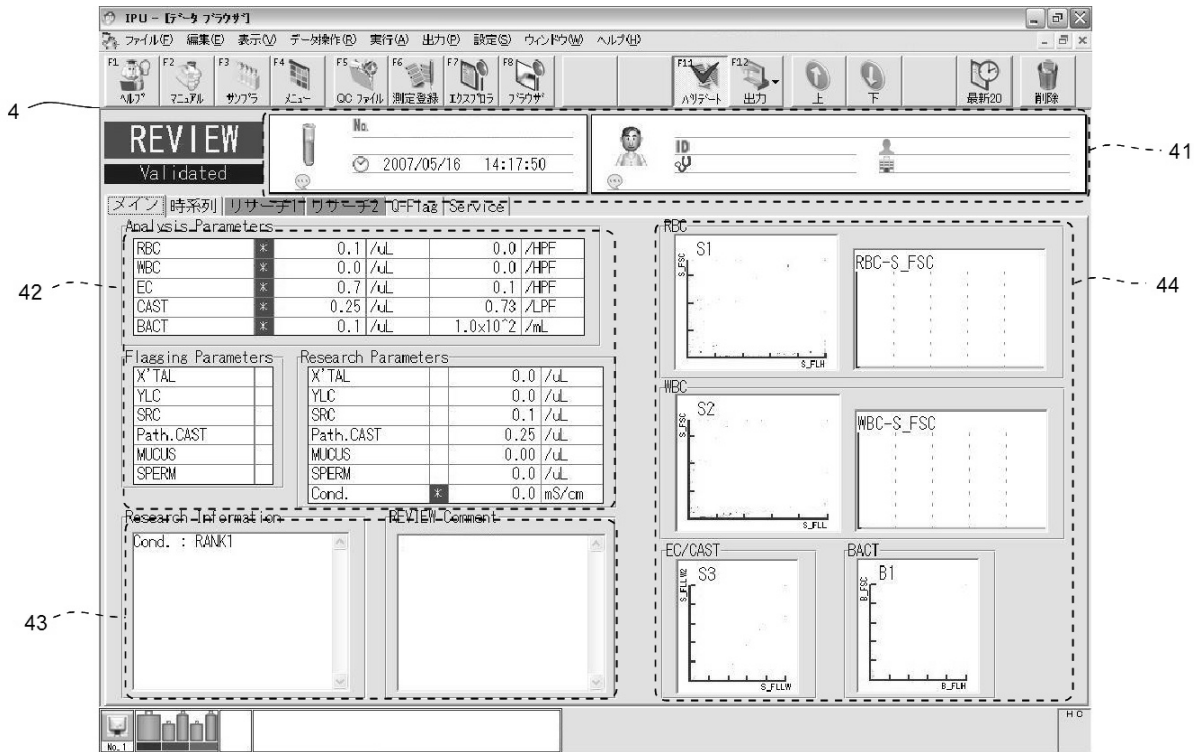 IPU - [データ ブラウザ]
ファイル(F) 編集(E) 表示(V) データ操作(R) 実行(A) 出力(P) 設定(S) ウィンドウ(W) ヘルプ(H)
F1 F2 F3 F4 F5 F6 F7 F8 F11 F12
ヘルプ マニュアル サンプラ メニュー QC ファイル 測定登録 エクスプローラ ブラウザ バリデート 出力 上 下 最新20 削除
4
REVIEW
Validated
No.
2007/05/16 14:17:50
ID
41
メイン 時系列 リサーチ1 リサーチ2 Q-Flag Service
Analysis Parameters
RBC * 0.1 /uL 0.0 /HPF
WBC * 0.0 /uL 0.0 /HPF
EC * 0.7 /uL 0.1 /HPF
CAST * 0.25 /uL 0.73 /LPF
BACT * 0.1 /uL 1.0x10^2 /mL
42
Flagging Parameters
X'TAL
YLC
SRC
Path.CAST
MUCUS
SPERM
Research Parameters
X'TAL 0.0 /uL
YLC 0.0 /uL
SRC 0.1 /uL
Path.CAST 0.25 /uL
MUCUS 0.00 /uL
SPERM 0.0 /uL
Cond. * 0.0 mS/cm
Research Information
Cond. : RANK1
REVIEW Comment
43
RBC
S1
S_FSC
S_FLH
RBC-S_FSC
44
WBC
S2
S_FSC
S_FLL
WBC-S_FSC
EC/CAST
S3
S_FLLW2
S_FLLW
BACT
B1
B_FSC
B_FLH
No.1
HC